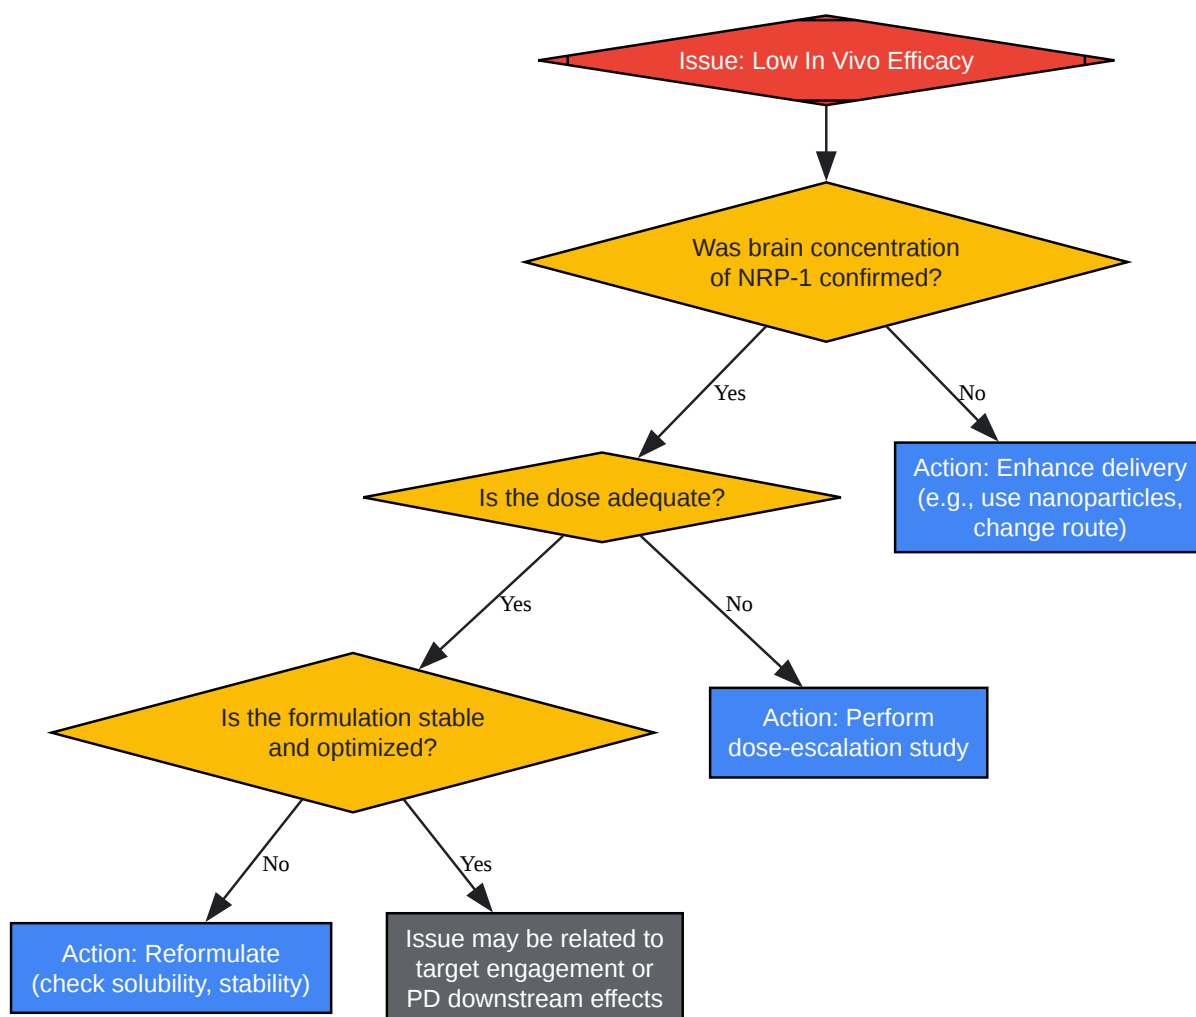 Issue: Low In Vivo Efficacy
Was brain concentration
of NRP-1 confirmed?
Yes
No
Is the dose adequate?
Action: Enhance delivery
(e.g., use nanoparticles,
change route)
Yes
No
Is the formulation stable
and optimized?
Action: Perform
dose-escalation study
No
Yes
Action: Reformulate
(check solubility, stability)
Issue may be related to
target engagement or
PD downstream effects